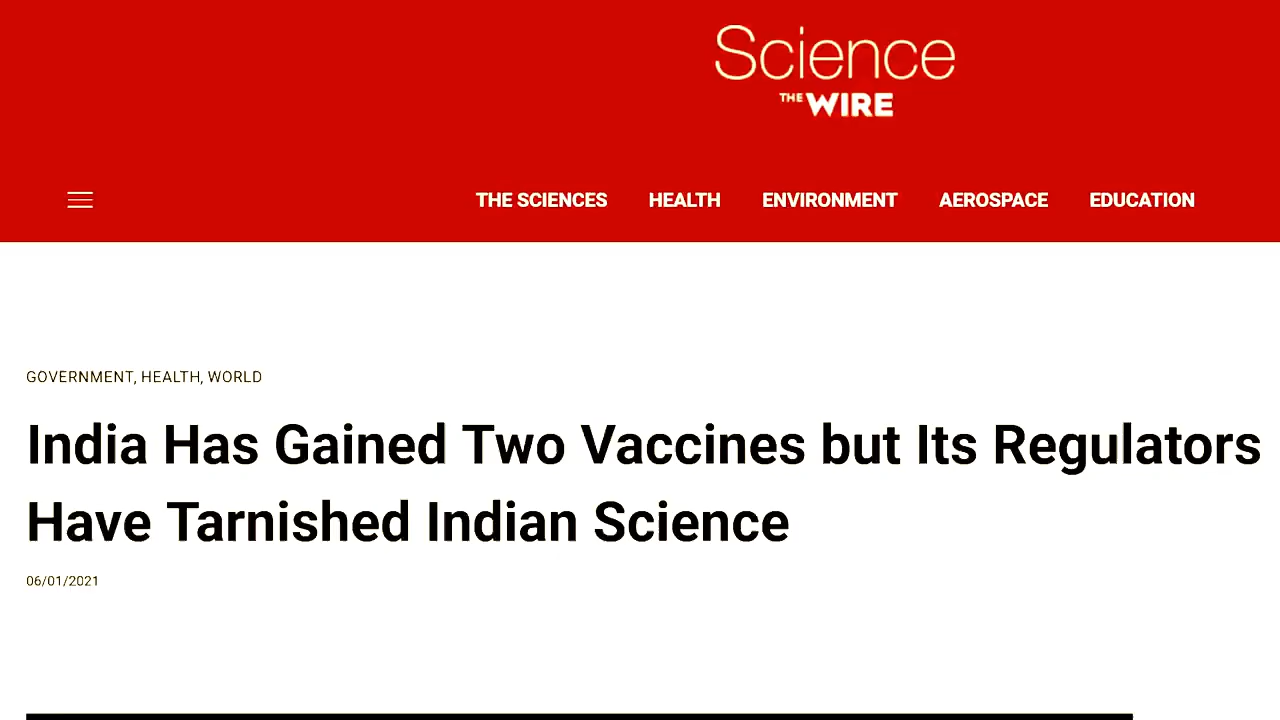 Science
THE WIRE
THE SCIENCES HEALTH ENVIRONMENT AEROSPACE EDUCATION
GOVERNMENT, HEALTH, WORLD
India Has Gained Two Vaccines but Its Regulators
Have Tarnished Indian Science
06/01/2021